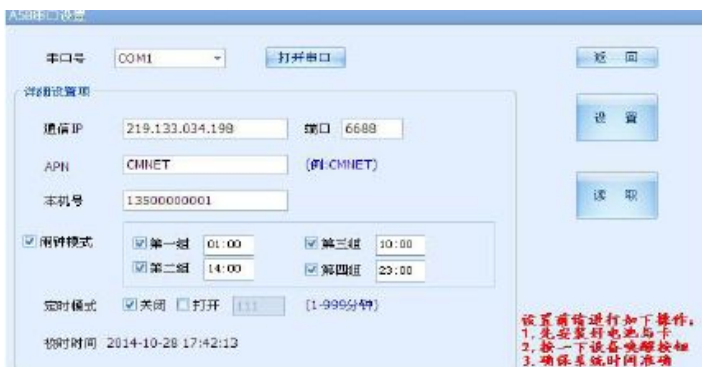 A5B串口设置
串口号 COM1 打开串口 返 回
详细设置项
通信IP 219.133.034.198 端口 6688 设 置
APN CMNET (例:CMNET)
本机号 13500000001 读 取
闹钟模式 第一组 01:00 第三组 10:00
第二组 14:00 第四组 23:00
定时模式 关闭 打开 111 (1-999分钟)
校时时间 2014-10-28 17:42:13
设置前请进行如下操作:
1,先安装好电池与卡
2,按一下设备唤醒按钮
3,确保系统时间准确